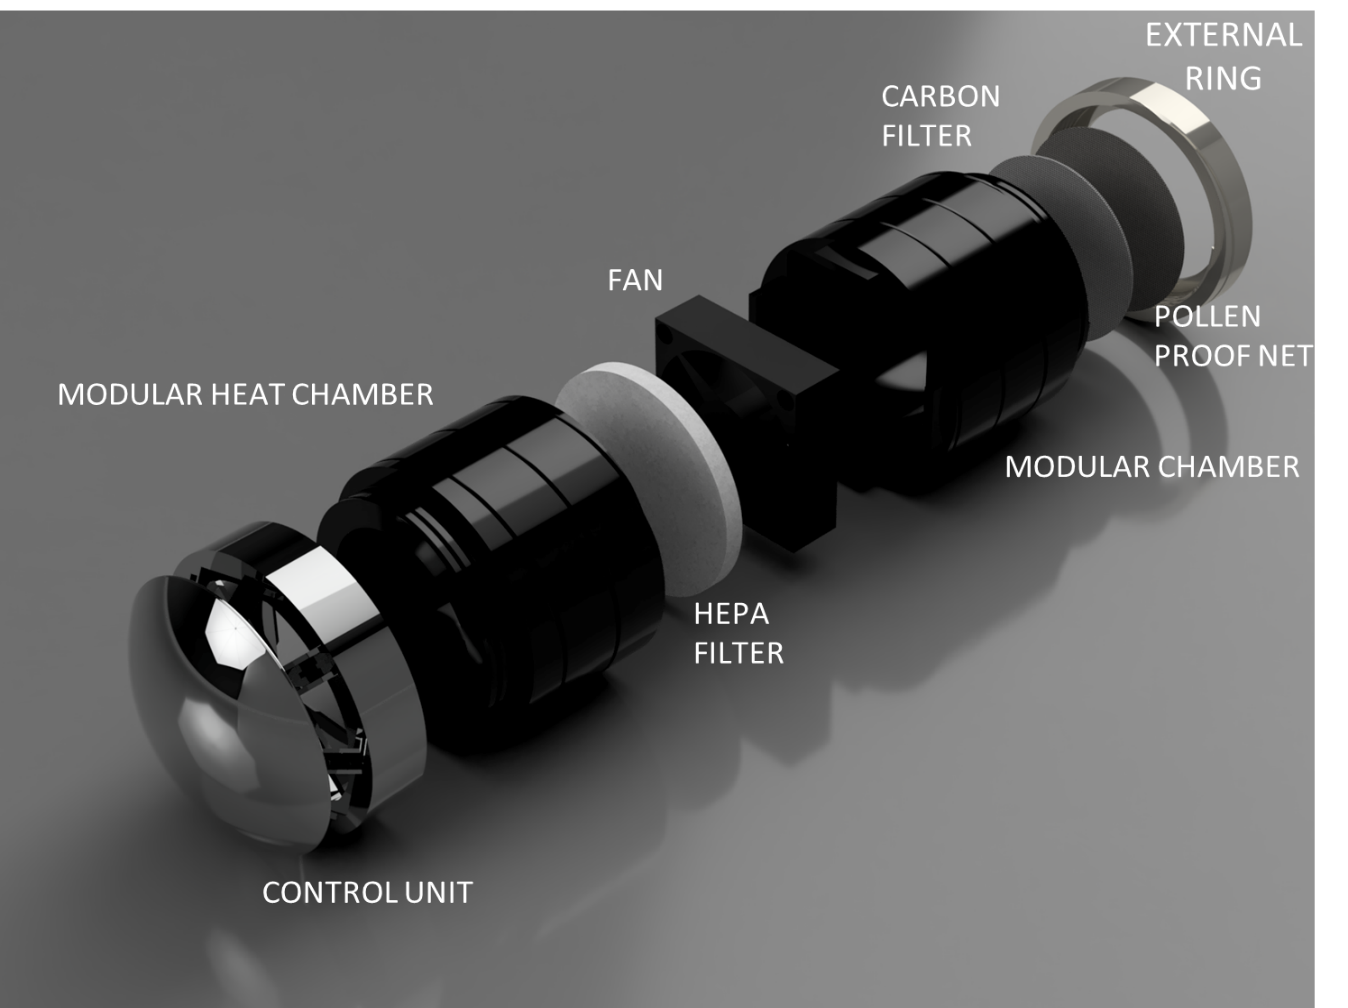 EXTERNAL
RING
CARBON
FILTER
FAN
POLLEN
PROOF NET
MODULAR HEAT CHAMBER
MODULAR CHAMBER
HEPA
FILTER
CONTROL UNIT